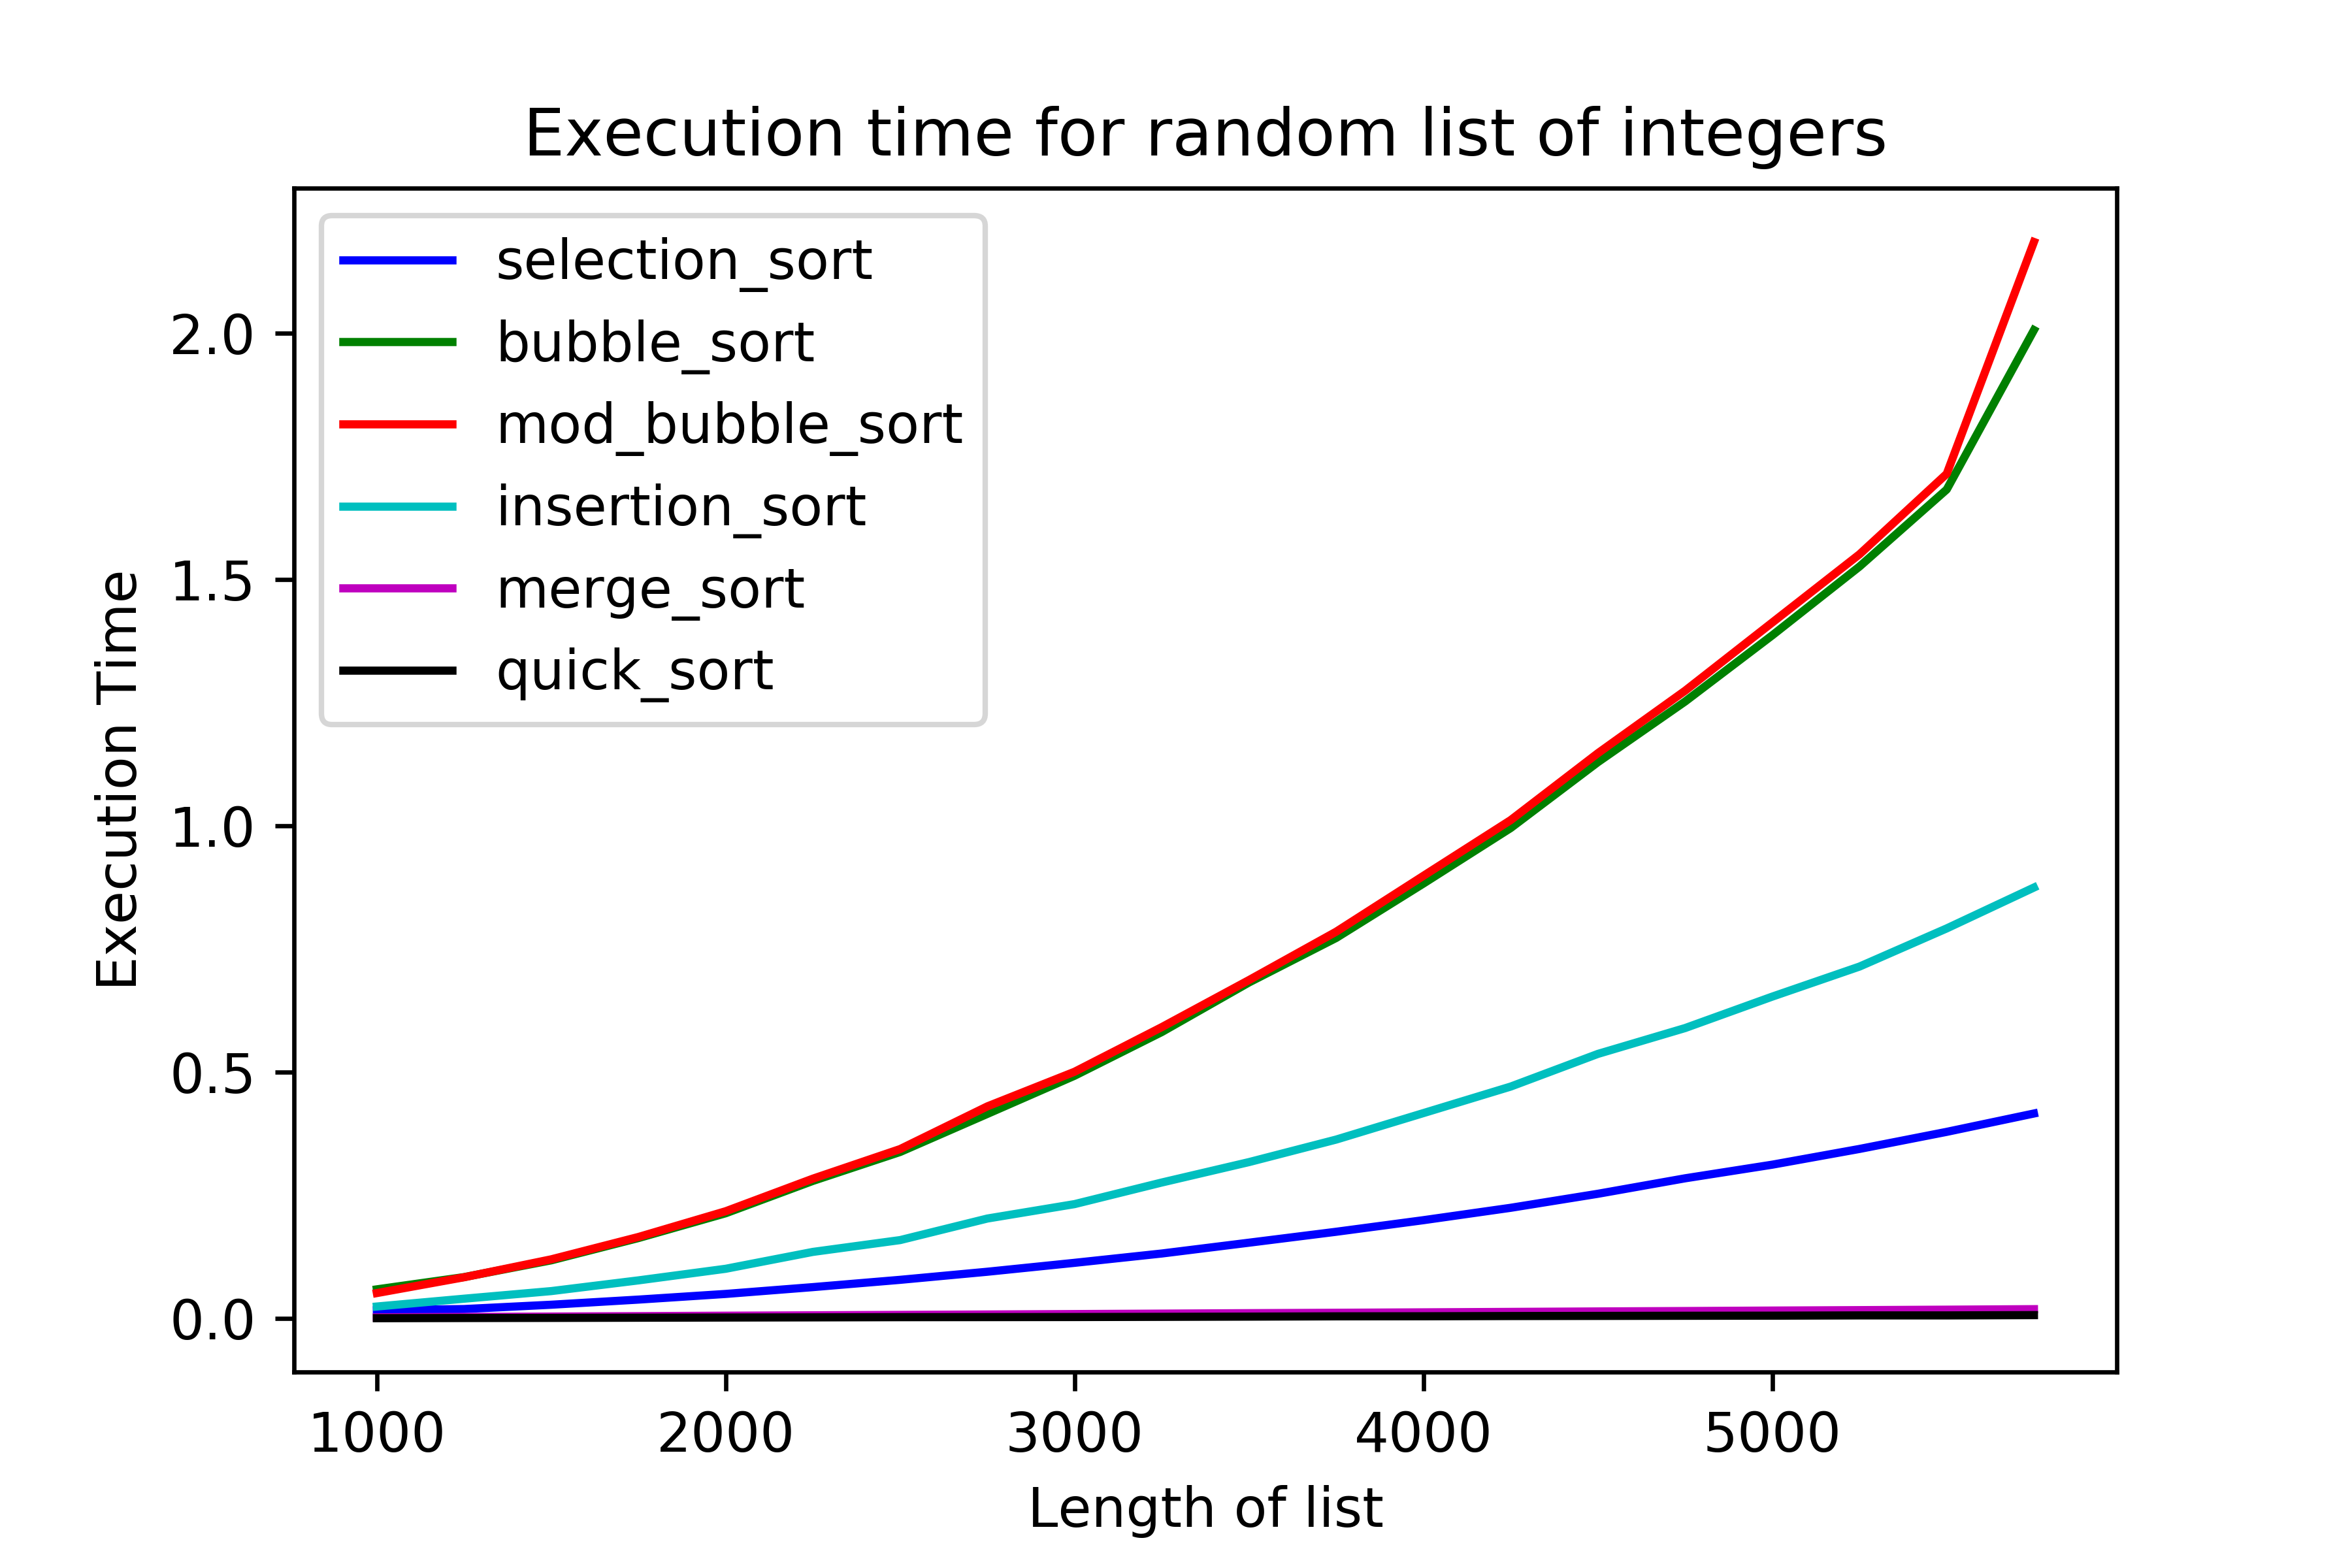 Execution time for random list of integers
selection_sort
bubble_sort
mod_bubble_sort
insertion_sort
merge_sort
quick_sort
Execution Time
2.0
1.5
1.0
0.5
0.0
1000 2000 3000 4000 5000
Length of list